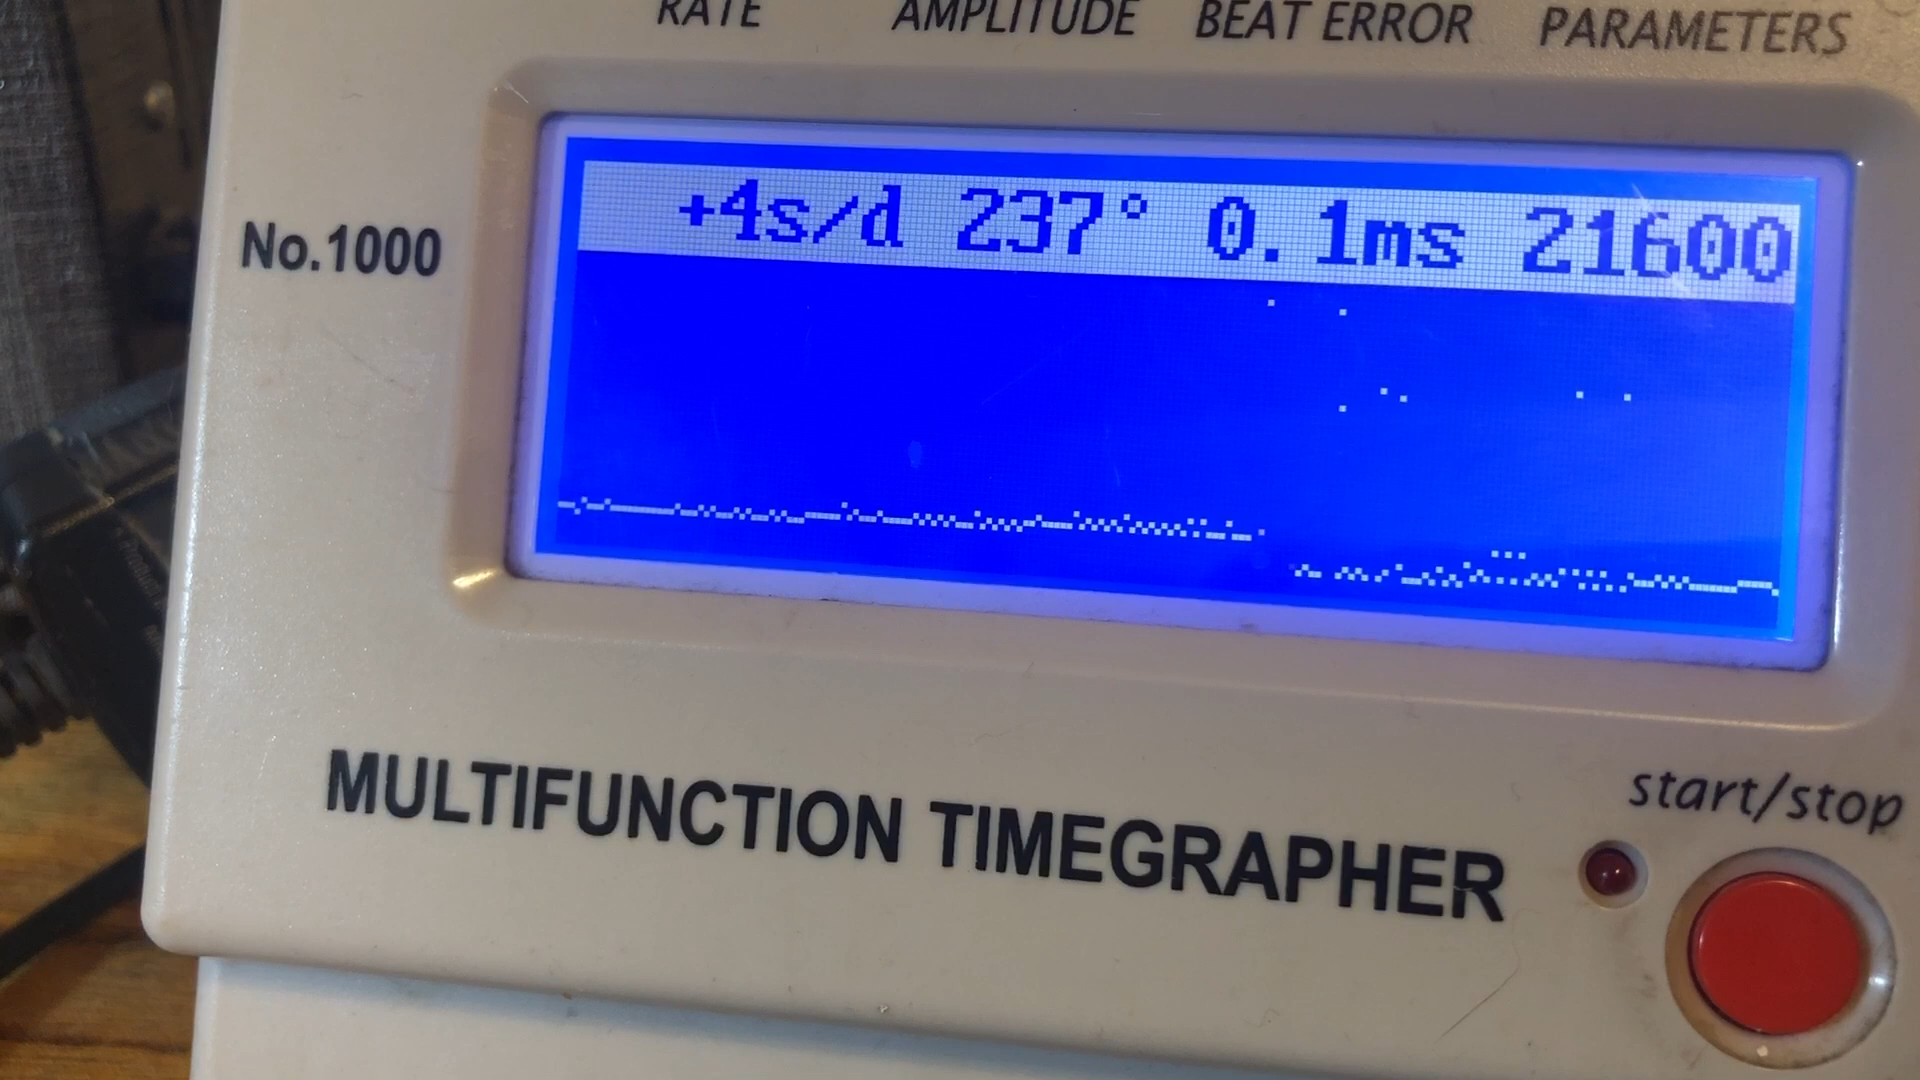 RATE AMPLITUDE BEAT ERROR PARAMETERS
+4s/d 237° 0.1ms 21600
No.1000
MULTIFUNCTION TIMEGRAPHER
start/stop